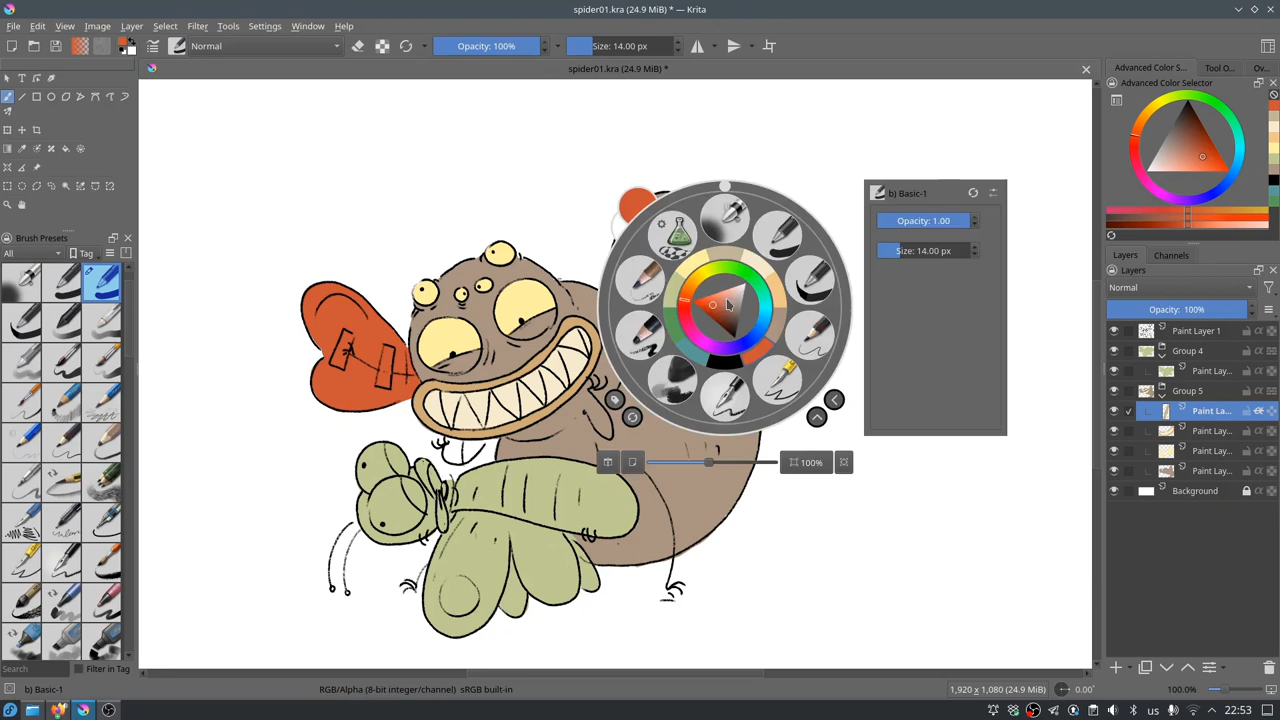 spider01.kra (24.9 MiB) * — Krita
File Edit View Image Layer Select Filter Tools Settings Window Help
Normal
Opacity: 100%
Size: 14.00 px
spider01.kra (24.9 MiB) *
Advanced Color S...
Tool O...
Ov...
Advanced Color Selector
Brush Presets
All
Tag
b) Basic-1
Opacity: 1.00
Size: 14.00 px
100%
Layers
Channels
Layers
Normal
Opacity: 100%
Paint Layer 1
Group 4
Paint Lay...
Group 5
Paint La...
Paint Lay...
Paint Lay...
Paint Lay...
Background
Search
Filter in Tag
b) Basic-1
RGB/Alpha (8-bit integer/channel) sRGB built-in
1,920 x 1,080 (24.9 MiB)
0.00°
100.0%
us
22:53